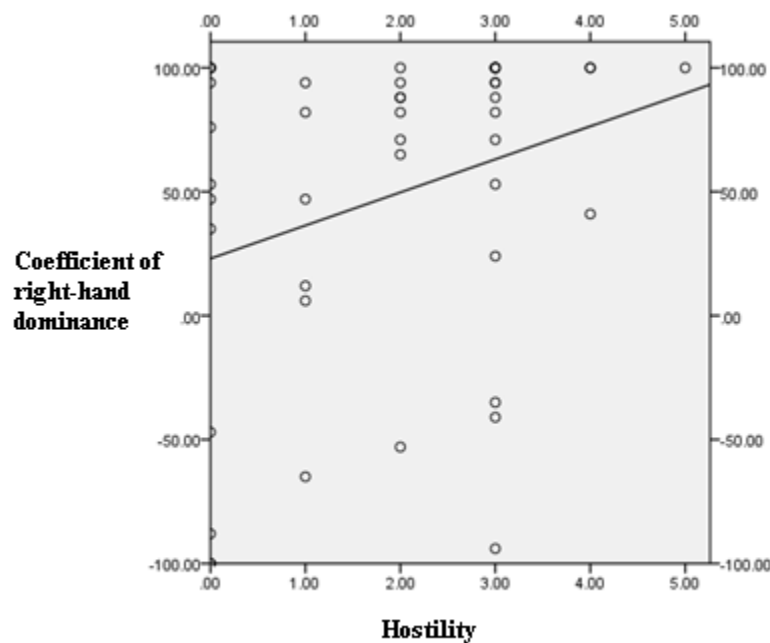 .00 1.00 2.00 3.00 4.00 5.00
100.00 100.00
50.00 50.00
Coefficient of
right-hand
dominance
.00 .00
-50.00 -50.00
-100.00 -100.00
.00 1.00 2.00 3.00 4.00 5.00
Hostility